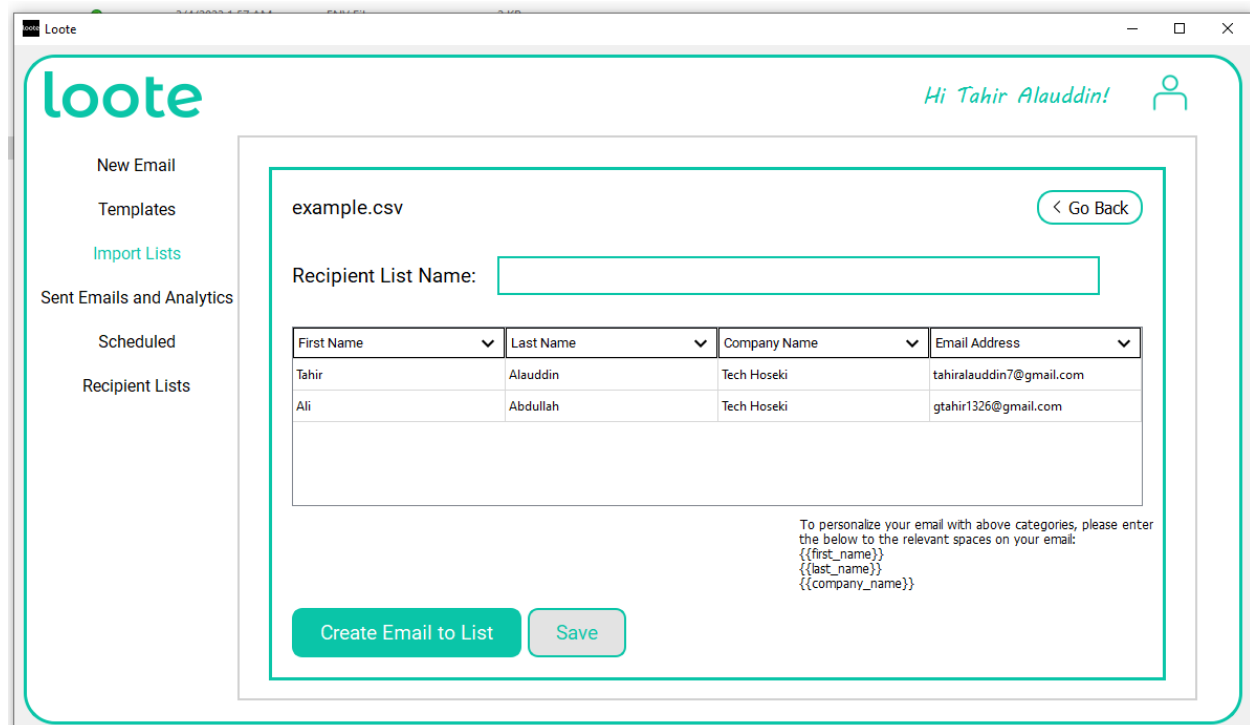 Loote
loote
Hi Tahir Alauddin!
New Email
Templates
Import Lists
Sent Emails and Analytics
Scheduled
Recipient Lists
example.csv
< Go Back
Recipient List Name:
First Name Last Name Company Name Email Address
Tahir Alauddin Tech Hoseki tahiralauddin7@gmail.com
Ali Abdullah Tech Hoseki gtahir1326@gmail.com
To personalize your email with above categories, please enter
the below to the relevant spaces on your email:
{{first_name}}
{{last_name}}
{{company_name}}
Create Email to List Save